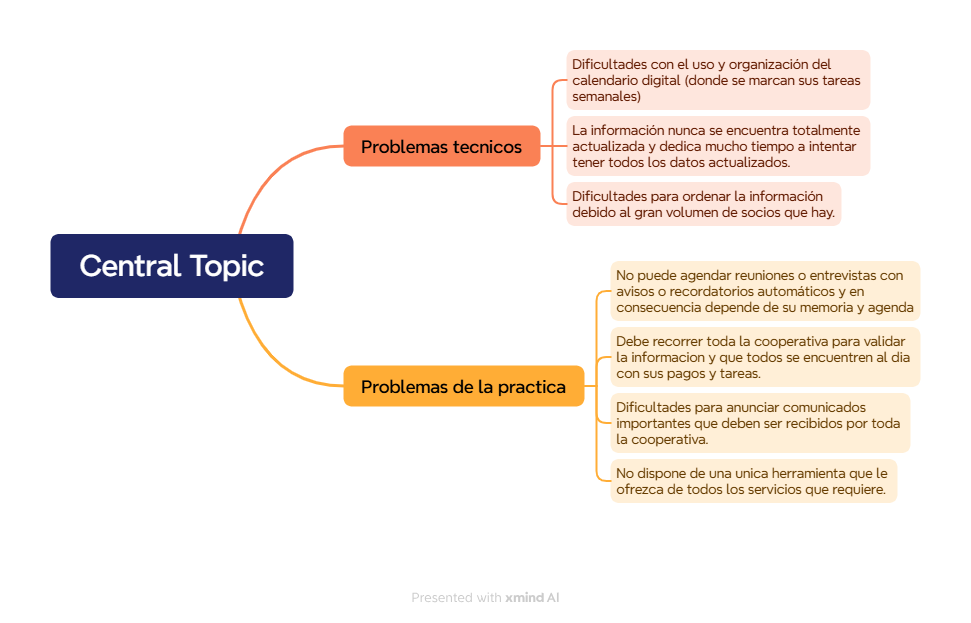 Central Topic
Problemas tecnicos
Dificultades con el uso y organización del
calendario digital (donde se marcan sus tareas
semanales)
La información nunca se encuentra totalmente
actualizada y dedica mucho tiempo a intentar
tener todos los datos actualizados.
Dificultades para ordenar la información
debido al gran volumen de socios que hay.
Problemas de la practica
No puede agendar reuniones o entrevistas con
avisos o recordatorios automáticos y en
consecuencia depende de su memoria y agenda
Debe recorrer toda la cooperativa para validar
la informacion y que todos se encuentren al dia
con sus pagos y tareas.
Dificultades para anunciar comunicados
importantes que deben ser recibidos por toda
la cooperativa.
No dispone de una unica herramienta que le
ofrezca de todos los servicios que requiere.
Presented with xmind AI